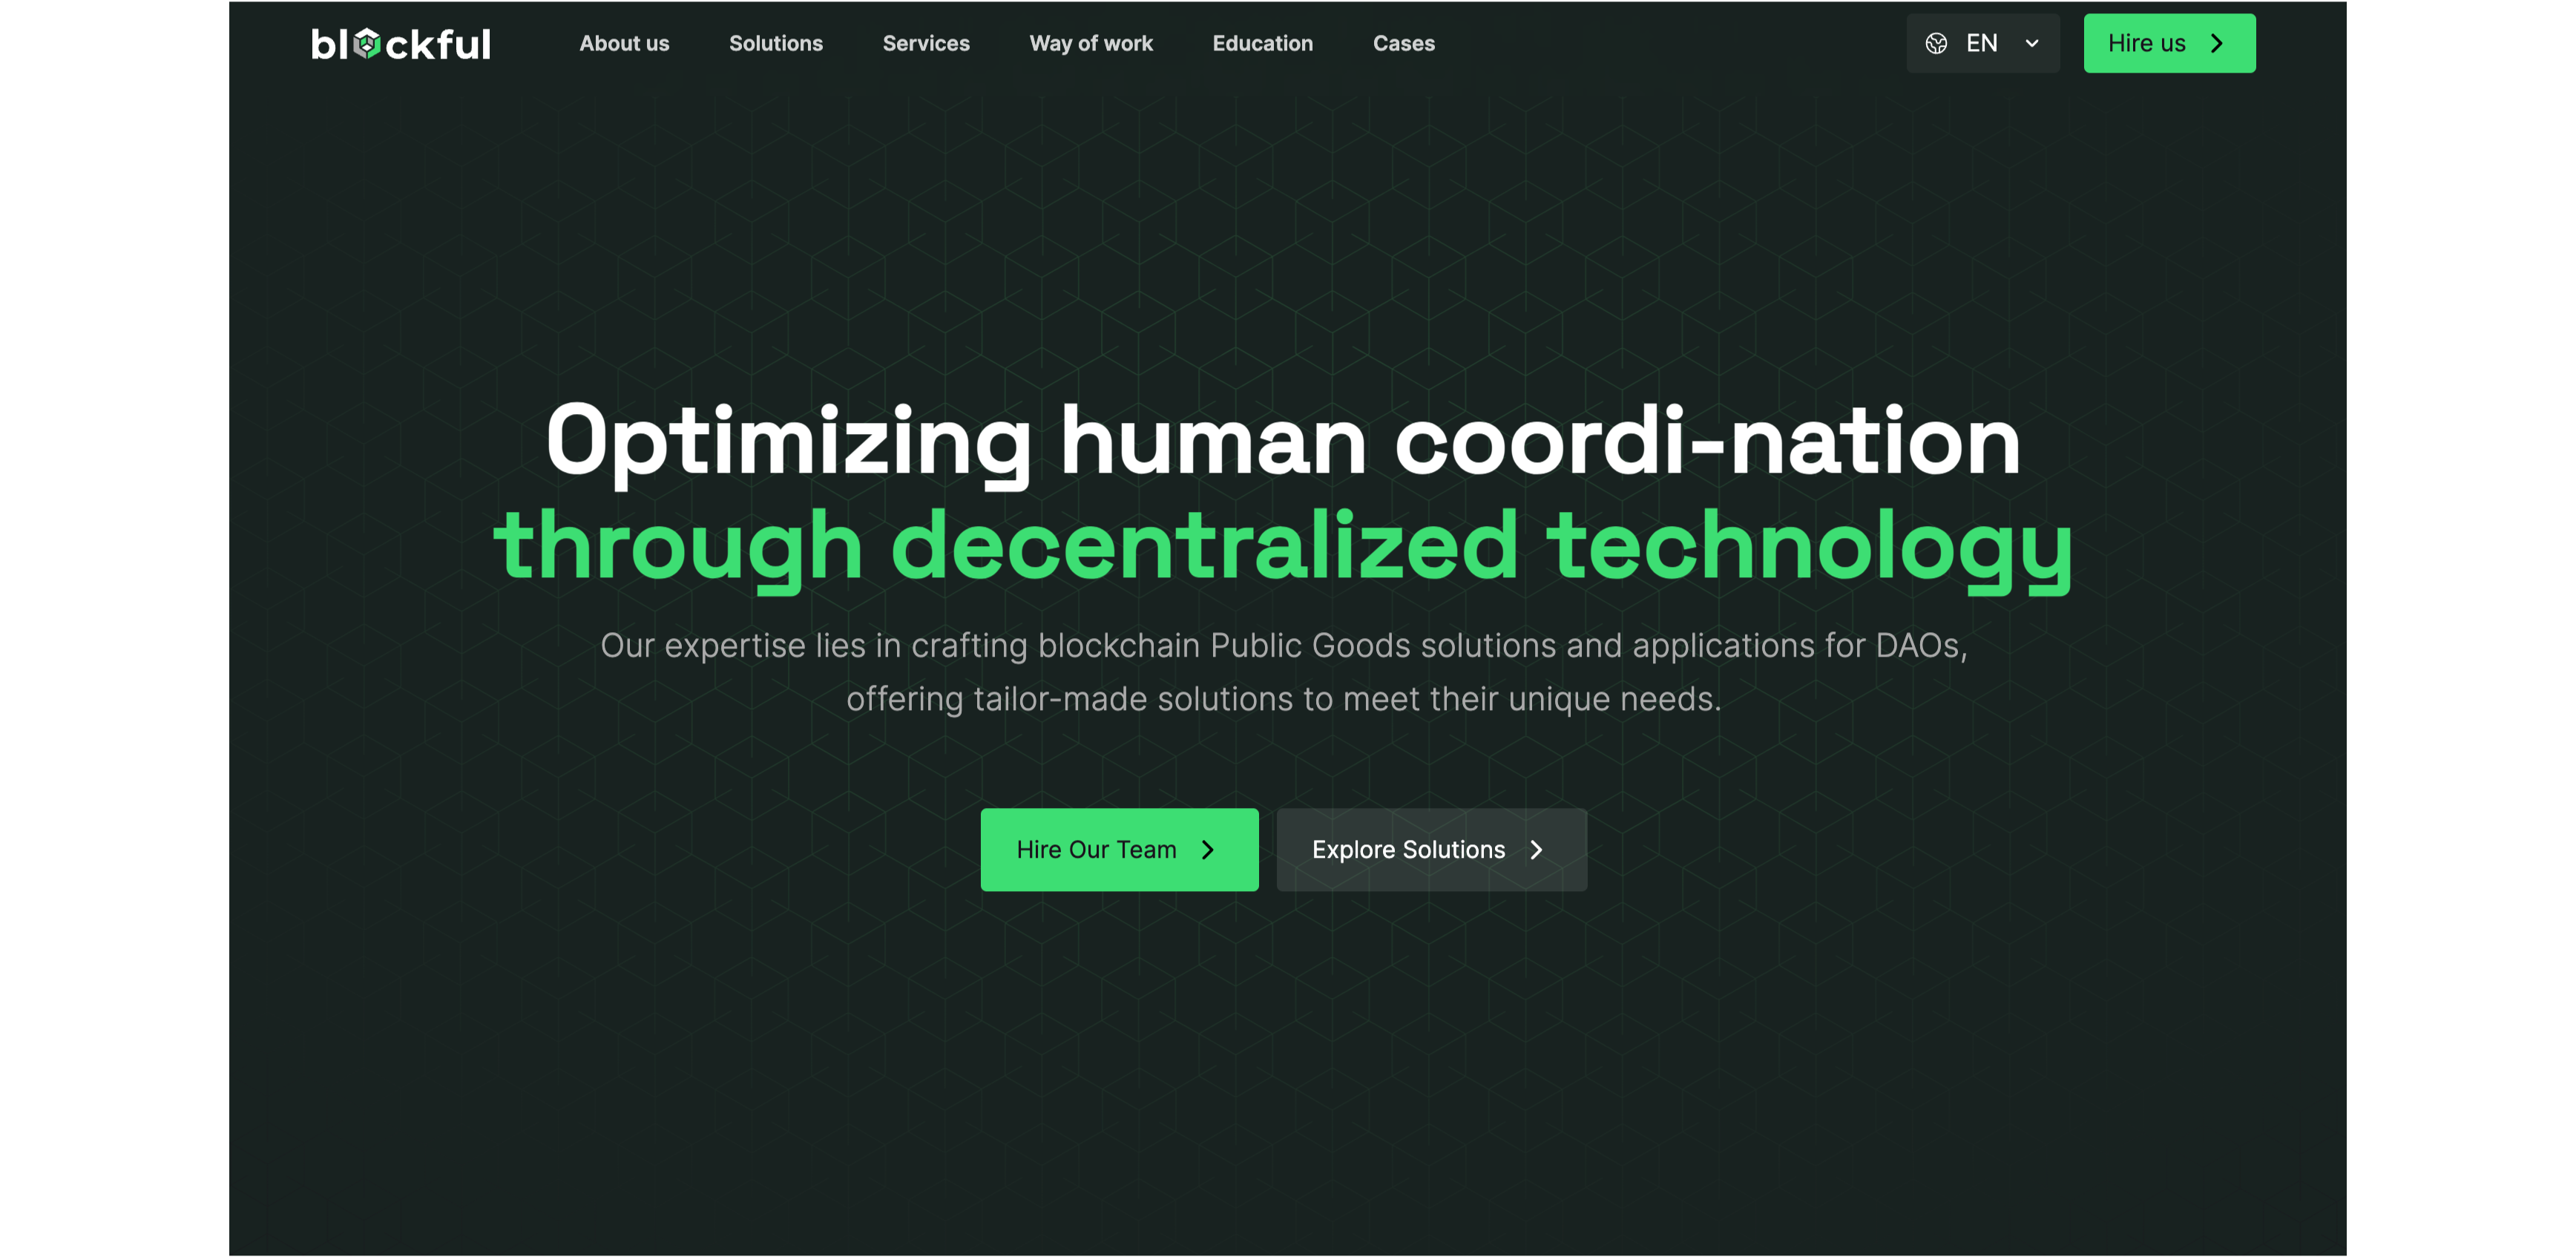 blockful
About us
Solutions
Services
Way of work
Education
Cases
EN
Hire us
Optimizing human coordi-nation
through decentralized technology
Our expertise lies in crafting blockchain Public Goods solutions and applications for DAOs,
offering tailor-made solutions to meet their unique needs.
Hire Our Team
Explore Solutions